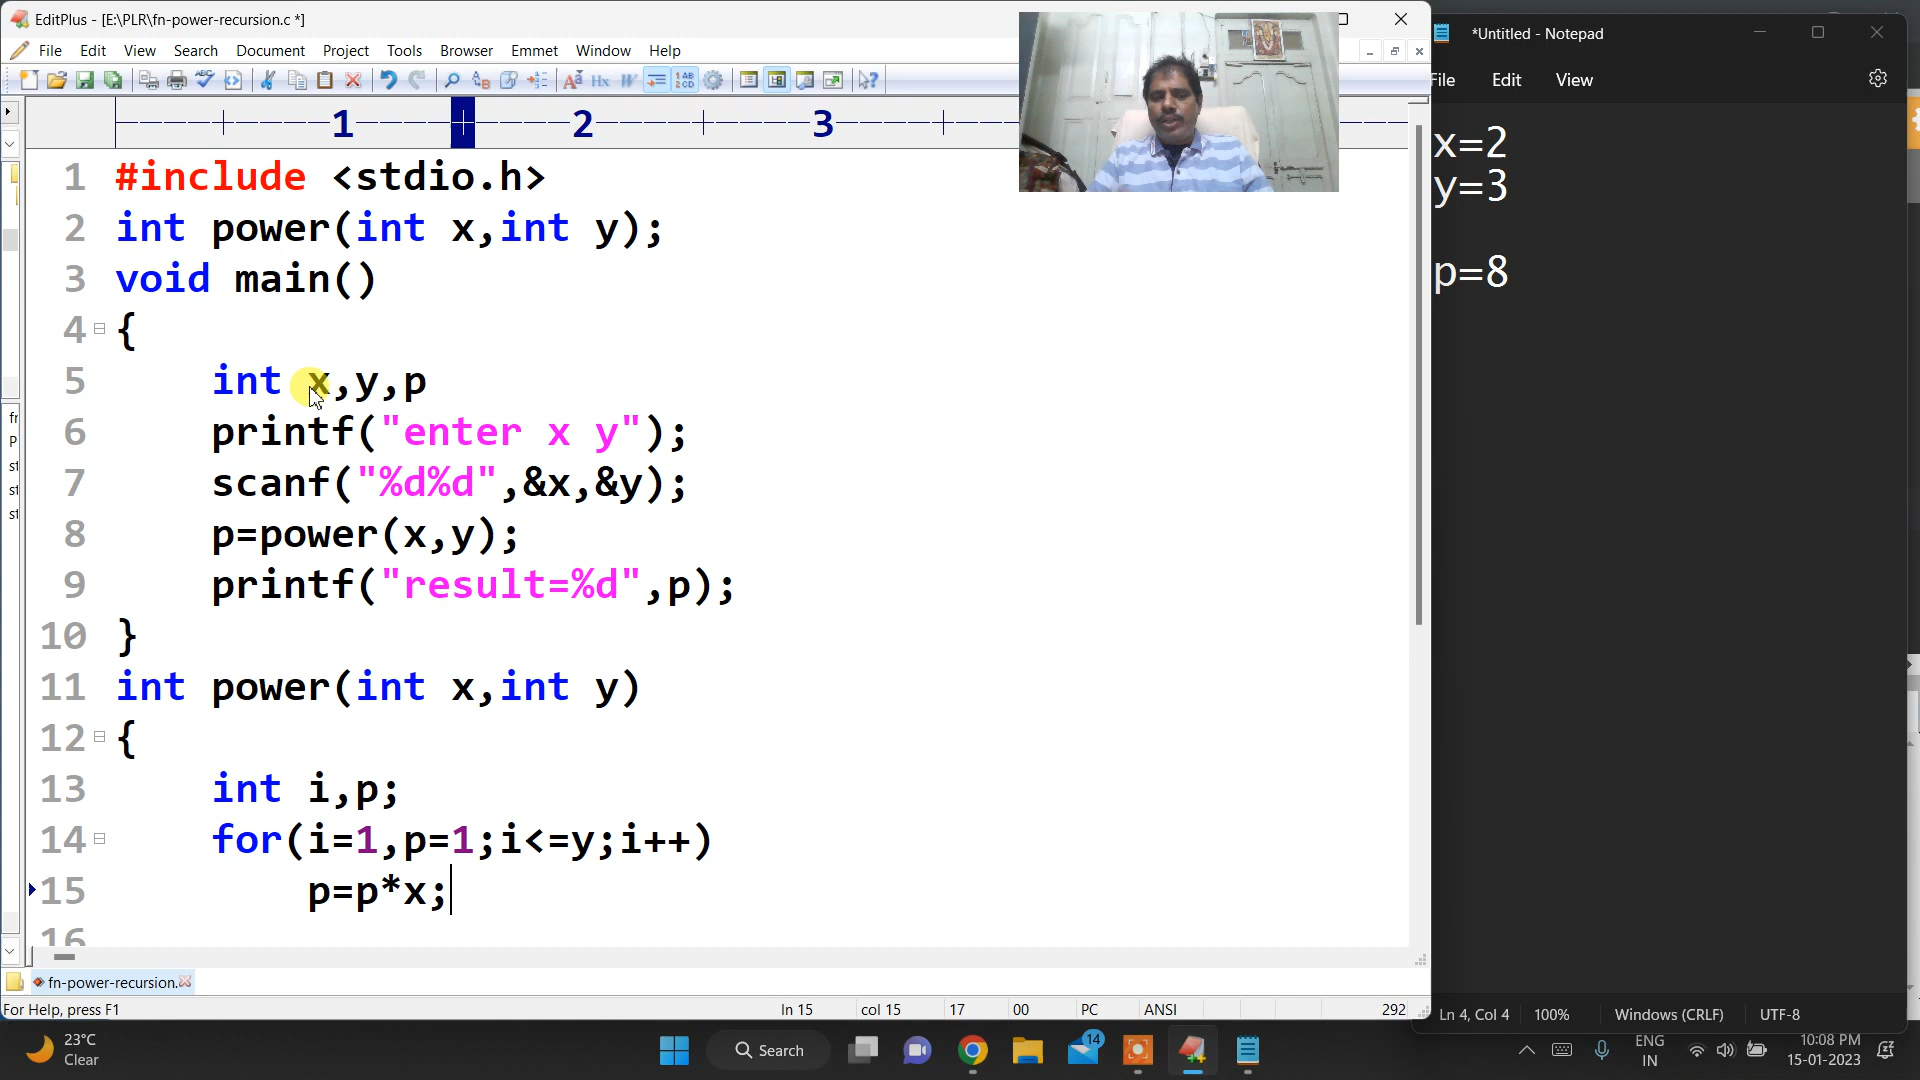 EditPlus - [E:\PLR\fn-power-recursion.c *]
File Edit View Search Document Project Tools Browser Emmet Window Help
1 2 3
1 #include <stdio.h>
2 int power(int x,int y);
3 void main()
4 {
5 int x,y,p
6 printf("enter x y");
7 scanf("%d%d",&x,&y);
8 p=power(x,y);
9 printf("result=%d",p);
10 }
11 int power(int x,int y)
12 {
13 int i,p;
14 for(i=1,p=1;i<=y;i++)
15 p=p*x;
16
fn-power-recursion.
For Help, press F1
ln 15 col 15 17 00 PC ANSI 292
*Untitled - Notepad
File Edit View
x=2
y=3
p=8
Ln 4, Col 4 100% Windows (CRLF) UTF-8
23°C
Clear
Search
14
ENG
IN
10:08 PM
15-01-2023